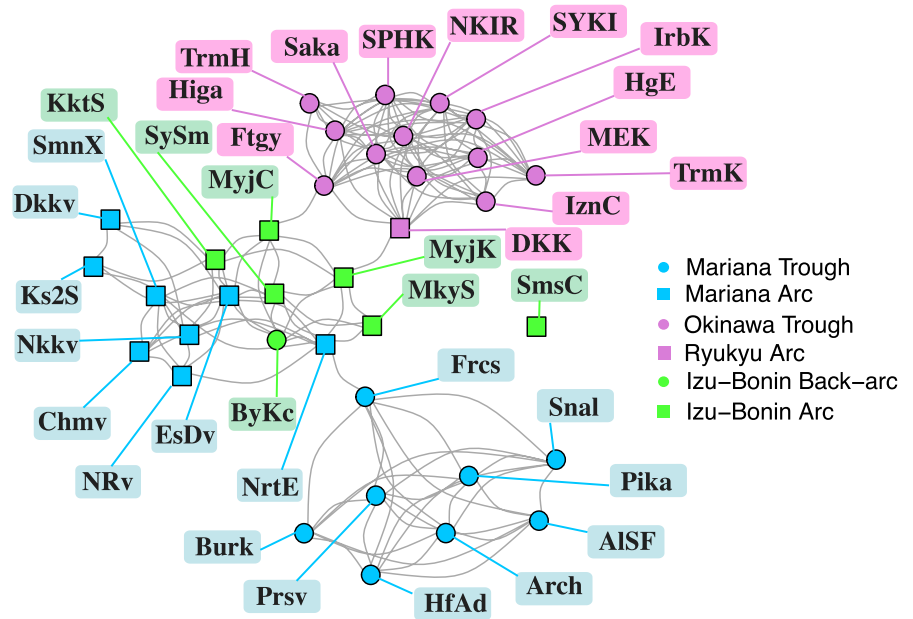 NKIR
SYKI
SPHK
IrbK
Saka
TrmH
HgE
Higa
KktS
SySm
Ftgy
MEK
SmnX
TrmK
MyjC
Dkkv
IznC
DKK
MyjK
SmsC
MkyS
Ks2S
Nkkv
Mariana Trough
Mariana Arc
Okinawa Trough
Ryukyu Arc
Izu−Bonin Back−arc
Izu−Bonin Arc
Frcs
Snal
ByKc
Chmv
EsDv
NRv
NrtE
Pika
Burk
AlSF
Prsv
HfAd
Arch